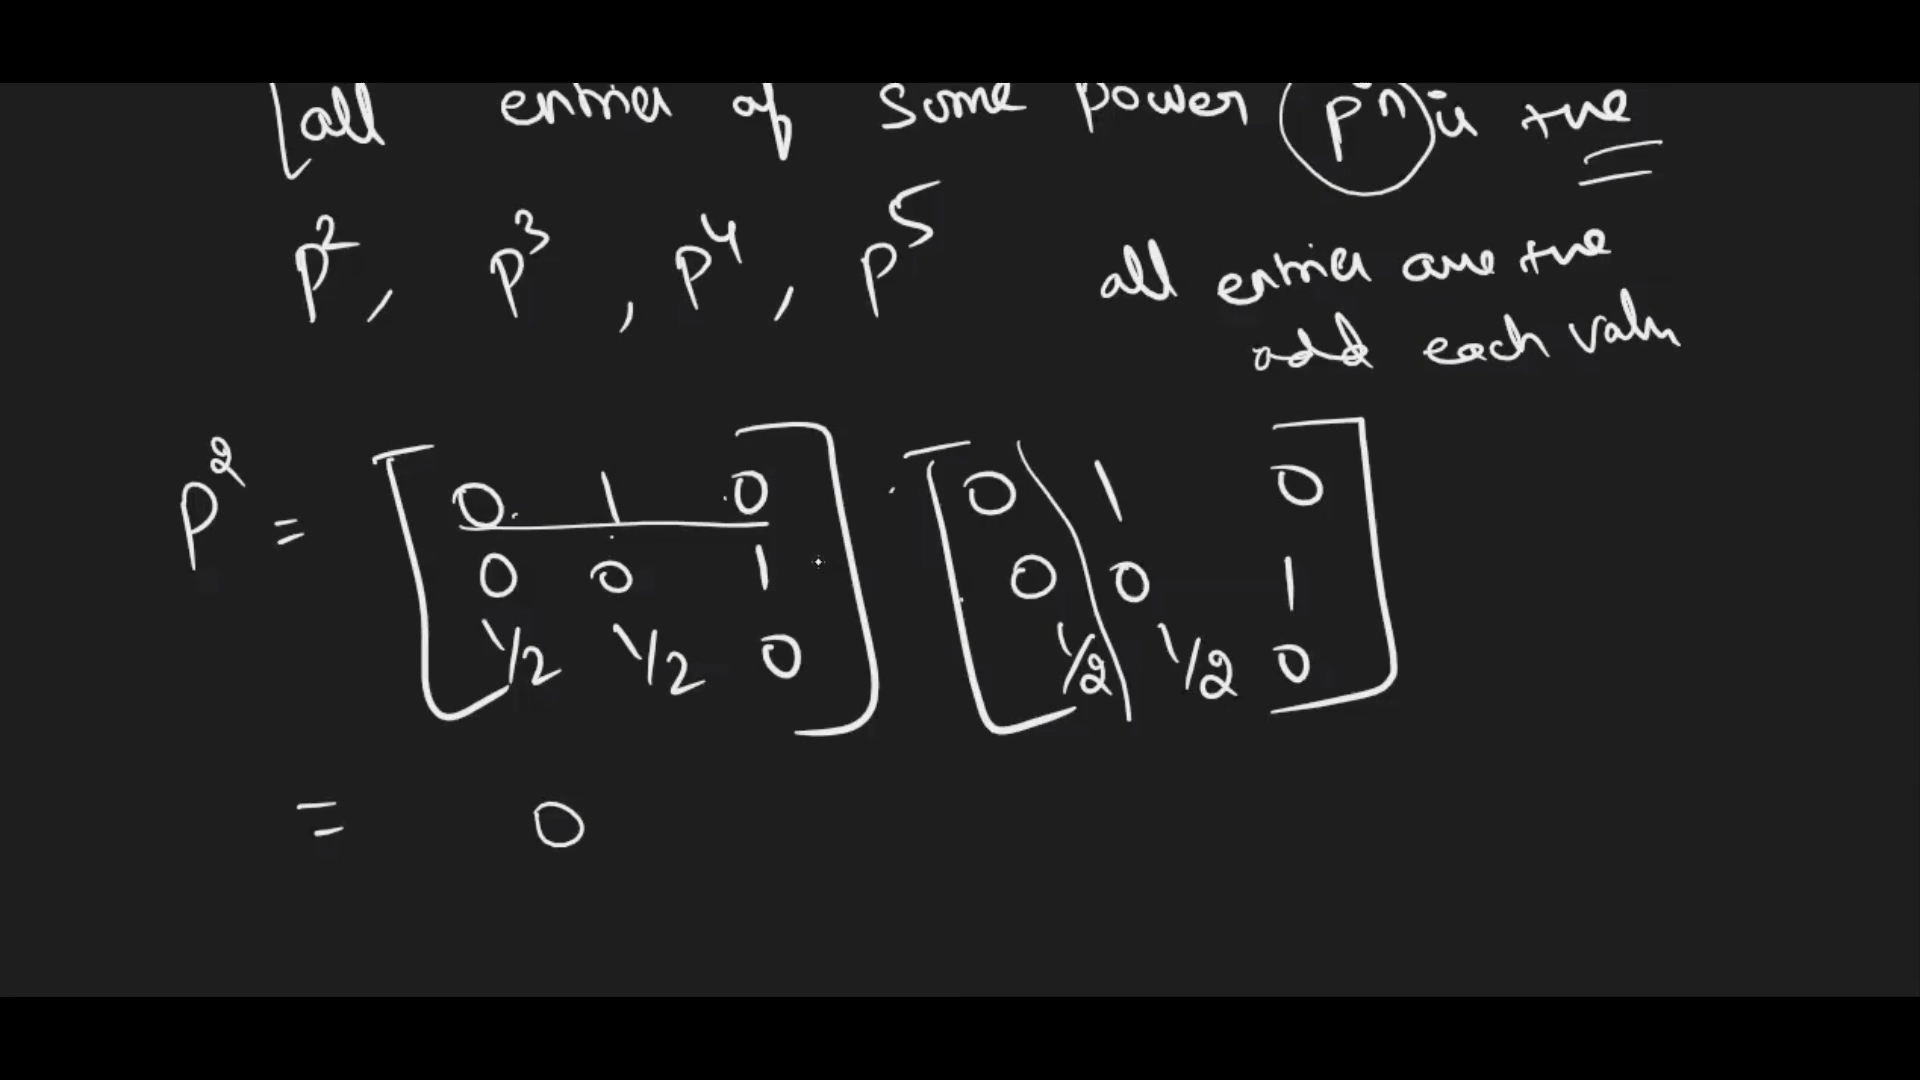 [all entries of some power (p^n) is +ve
p^2, p^3, p^4, p^5
all entries are +ve
add each valu
P^2 = [ 0 1 0 ] . [ 0 1 0 ]
0 0 1 0 0 1
1/2 1/2 0 1/2 1/2 0
= 0